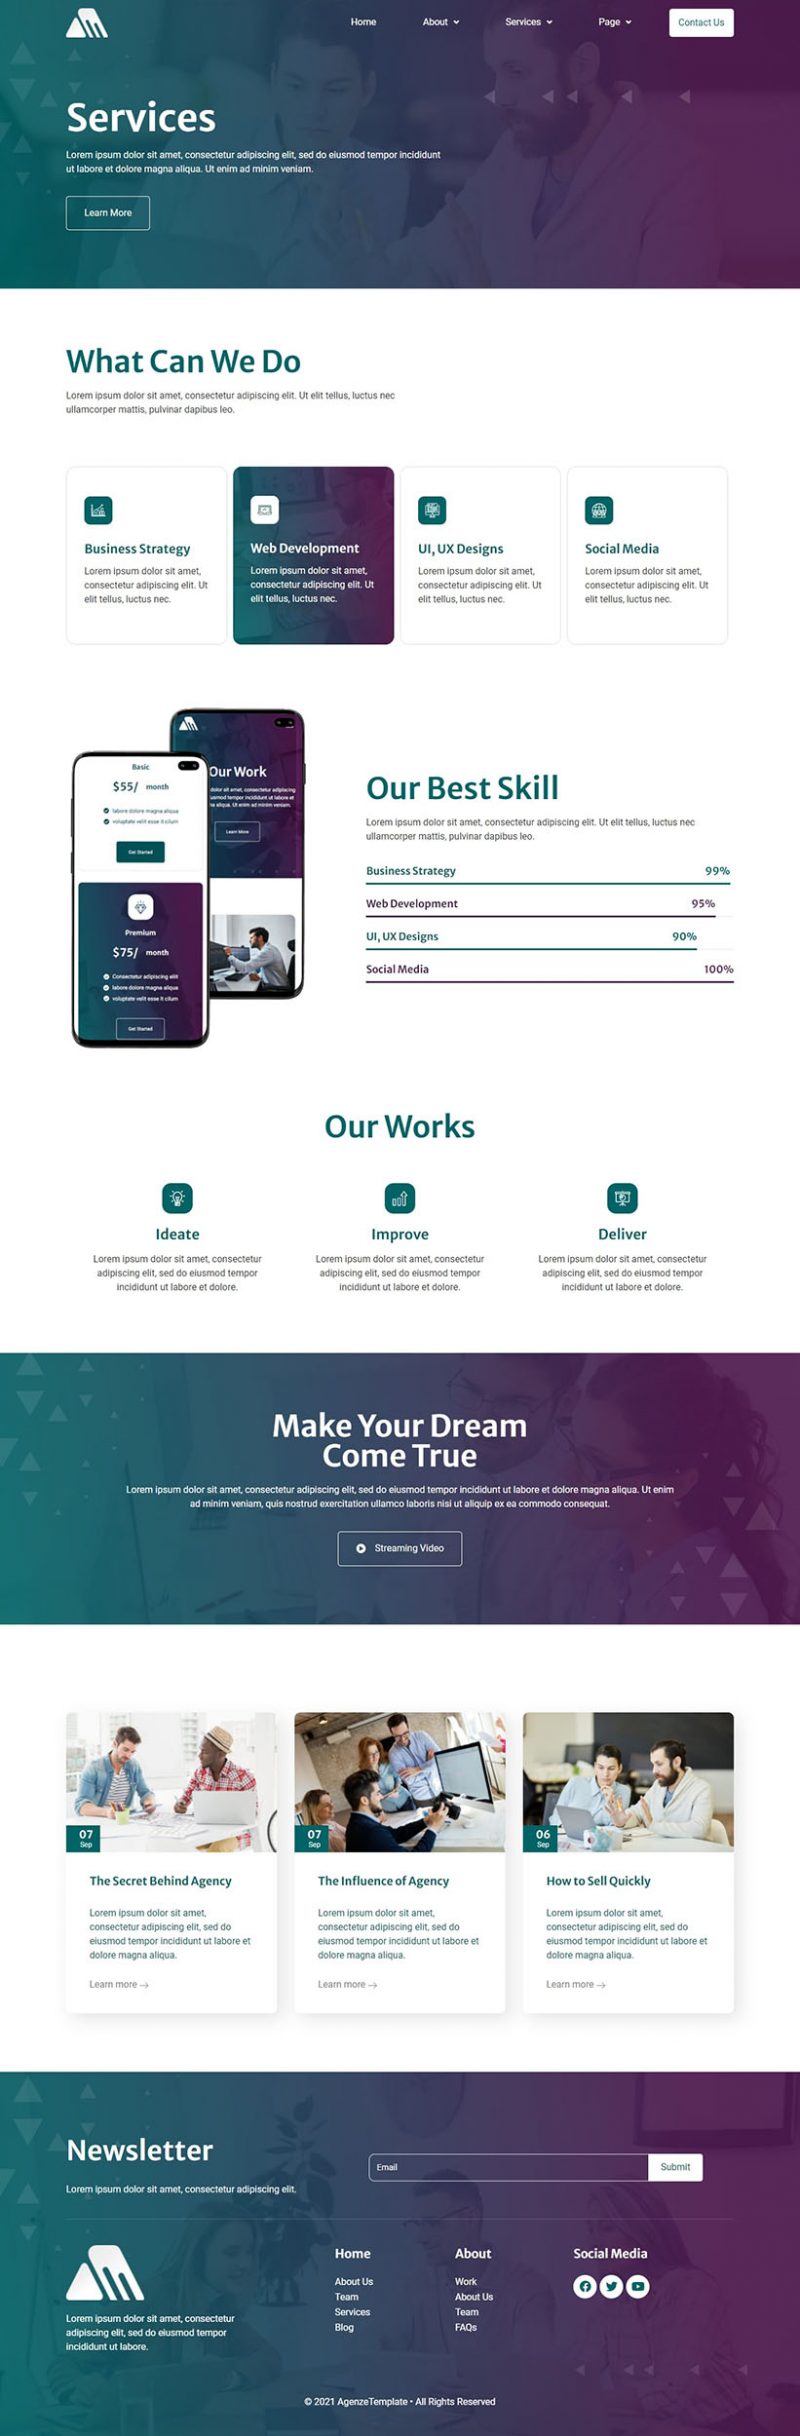 Home
About
Services
Page
Contact Us
Services
Lorem ipsum dolor sit amet, consectetur adipiscing elit, sed do eiusmod tempor incididunt
ut labore et dolore magna aliqua. Ut enim ad minim veniam.
Learn More
What Can We Do
Lorem ipsum dolor sit amet, consectetur adipiscing elit. Ut elit tellus, luctus nec
ullamcorper mattis, pulvinar dapibus leo.
Business Strategy
Lorem ipsum dolor sit amet,
consectetur adipiscing elit. Ut
elit tellus, luctus nec.
Web Development
Lorem ipsum dolor sit amet,
consectetur adipiscing elit. Ut
elit tellus, luctus nec.
UI, UX Designs
Lorem ipsum dolor sit amet,
consectetur adipiscing elit. Ut
elit tellus, luctus nec.
Social Media
Lorem ipsum dolor sit amet,
consectetur adipiscing elit. Ut
elit tellus, luctus nec.
Basic
$55/ month
labore dolore magna aliqua
voluptate velit esse it cilum
Get Started
Premium
$75/ month
Consectetur adipiscing elit
labore dolore magna aliqua
voluptate velit esse it cilum
Get Started
Our Work
dolor sit amet, consectetur adipiscing
usmod tempor incididunt ut labore et
na aliqua. Ut enim ad minim veniam.
Learn More
Our Best Skill
Lorem ipsum dolor sit amet, consectetur adipiscing elit. Ut elit tellus, luctus nec
ullamcorper mattis, pulvinar dapibus leo.
Business Strategy 99%
Web Development 95%
UI, UX Designs 90%
Social Media 100%
Our Works
Ideate
Lorem ipsum dolor sit amet, consectetur
adipiscing elit, sed do eiusmod tempor
incididunt ut labore et dolore.
Improve
Lorem ipsum dolor sit amet, consectetur
adipiscing elit, sed do eiusmod tempor
incididunt ut labore et dolore.
Deliver
Lorem ipsum dolor sit amet, consectetur
adipiscing elit, sed do eiusmod tempor
incididunt ut labore et dolore.
Make Your Dream
Come True
Lorem ipsum dolor sit amet, consectetur adipiscing elit, sed do eiusmod tempor incididunt ut labore et dolore magna aliqua. Ut enim
ad minim veniam, quis nostrud exercitation ullamco laboris nisi ut aliquip ex ea commodo consequat.
Streaming Video
07
Sep
The Secret Behind Agency
Lorem ipsum dolor sit amet,
consectetur adipiscing elit, sed do
eiusmod tempor incididunt ut labore et
dolore magna aliqua.
Learn more
07
Sep
The Influence of Agency
Lorem ipsum dolor sit amet,
consectetur adipiscing elit, sed do
eiusmod tempor incididunt ut labore et
dolore magna aliqua.
Learn more
06
Sep
How to Sell Quickly
Lorem ipsum dolor sit amet,
consectetur adipiscing elit, sed do
eiusmod tempor incididunt ut labore et
dolore magna aliqua.
Learn more
Newsletter
Lorem ipsum dolor sit amet, consectetur adipiscing elit.
Email
Submit
Lorem ipsum dolor sit amet, consectetur
adipiscing elit, sed do eiusmod tempor
incididunt ut labore.
Home
About Us
Team
Services
Blog
About
Work
About Us
Team
FAQs
Social Media
© 2021 AgenzeTemplate • All Rights Reserved